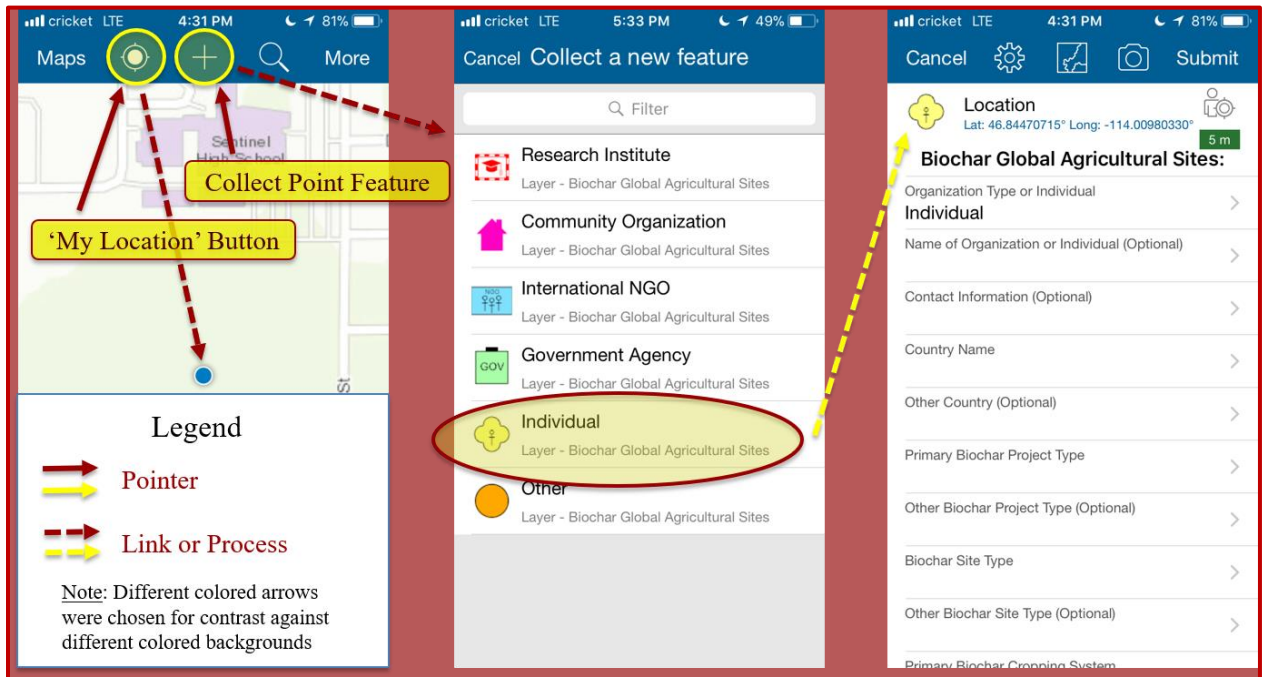 cricket LTE 4:31 PM 81%
Maps More
Sentinel
High School
Collect Point Feature
'My Location' Button
St
Legend
Pointer
Link or Process
Note: Different colored arrows
were chosen for contrast against
different colored backgrounds
cricket LTE 5:33 PM 49%
Cancel Collect a new feature
Filter
Research Institute
Layer - Biochar Global Agricultural Sites
Community Organization
Layer - Biochar Global Agricultural Sites
NGO
International NGO
Layer - Biochar Global Agricultural Sites
GOV
Government Agency
Layer - Biochar Global Agricultural Sites
Individual
Layer - Biochar Global Agricultural Sites
Other
Layer - Biochar Global Agricultural Sites
cricket LTE 4:31 PM 81%
Cancel Submit
Location
Lat: 46.84470715° Long: -114.00980330°
5 m
Biochar Global Agricultural Sites:
Organization Type or Individual
Individual
Name of Organization or Individual (Optional)
Contact Information (Optional)
Country Name
Other Country (Optional)
Primary Biochar Project Type
Other Biochar Project Type (Optional)
Biochar Site Type
Other Biochar Site Type (Optional)
Primary Biochar Cropping System